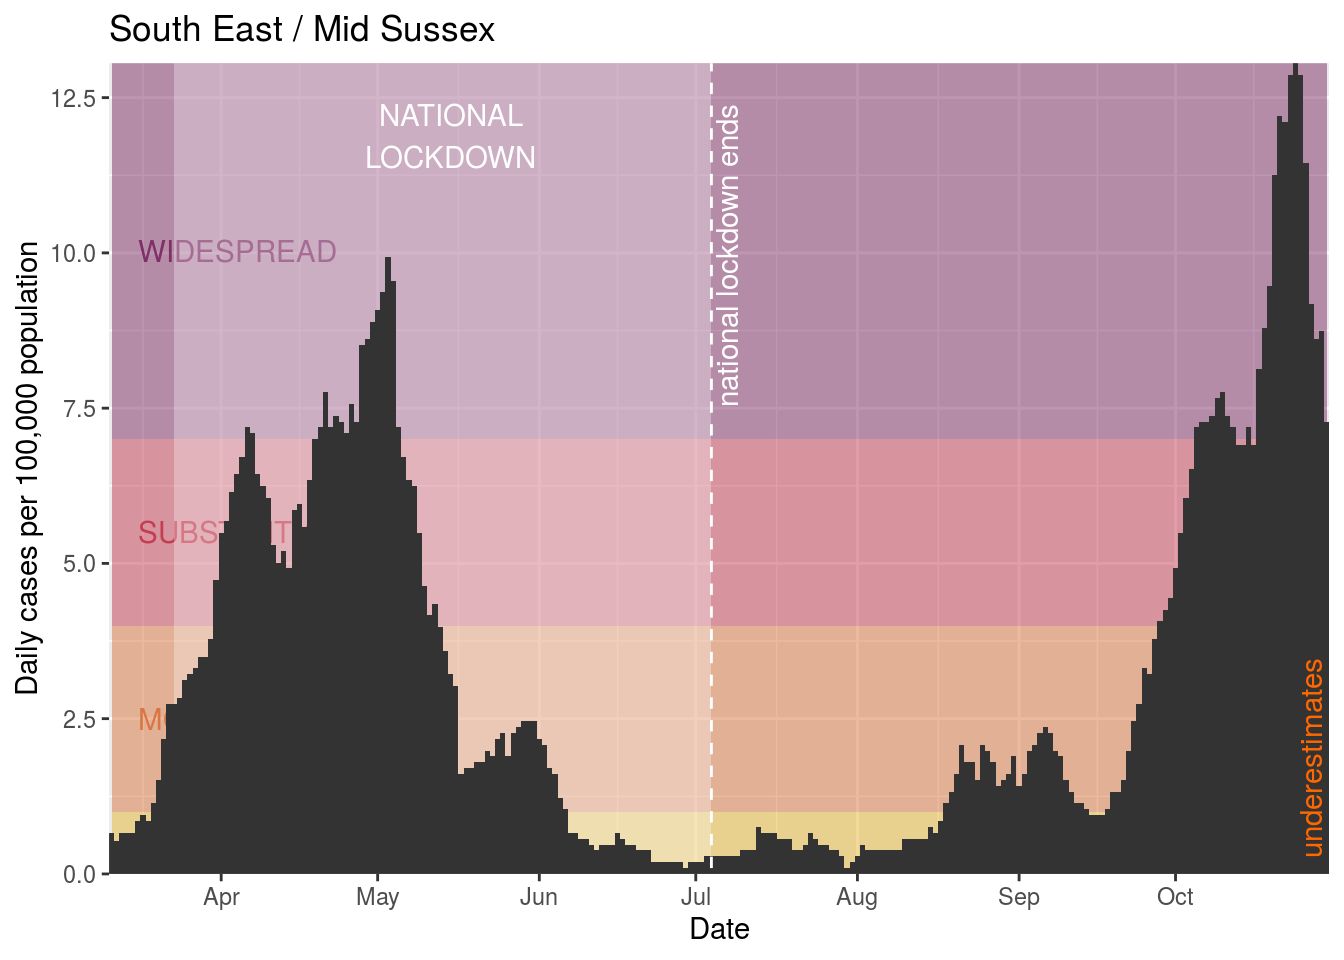 South East / Mid Sussex
Daily cases per 100,000 population
12.5
10.0
7.5
5.0
2.5
0.0
NATIONAL
LOCKDOWN
national lockdown ends
WIDESPREAD
underestimates
Apr
May
Jun
Jul
Aug
Sep
Oct
Date